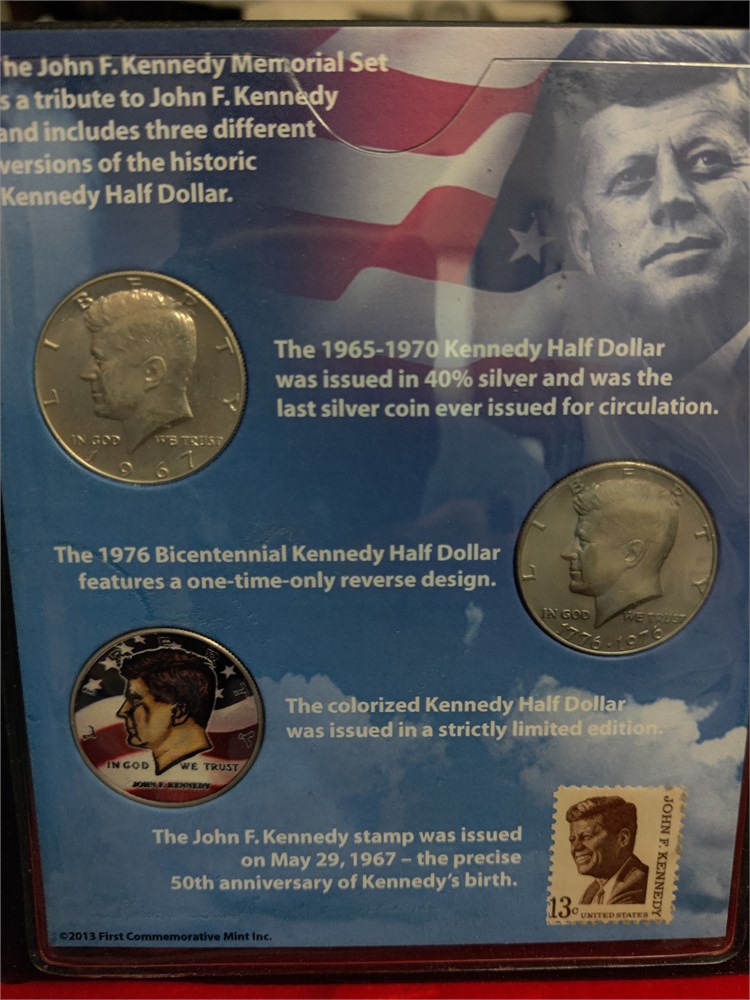 he John F. Kennedy Memorial Set
s a tribute to John F. Kennedy
and includes three different
versions of the historic
Kennedy Half Dollar.
LIBERTY
IN GOD WE TRUST
1967
The 1965-1970 Kennedy Half Dollar
was issued in 40% silver and was the
last silver coin ever issued for circulation.
The 1976 Bicentennial Kennedy Half Dollar
features a one-time-only reverse design.
LIBERTY
IN GOD WE TRUST
1776·1976
LIBERTY
IN GOD WE TRUST
JOHN F. KENNEDY
The colorized Kennedy Half Dollar
was issued in a strictly limited edition.
The John F. Kennedy stamp was issued
on May 29, 1967 – the precise
50th anniversary of Kennedy's birth.
JOHN F. KENNEDY
13c UNITED STATES
©2013 First Commemorative Mint Inc.